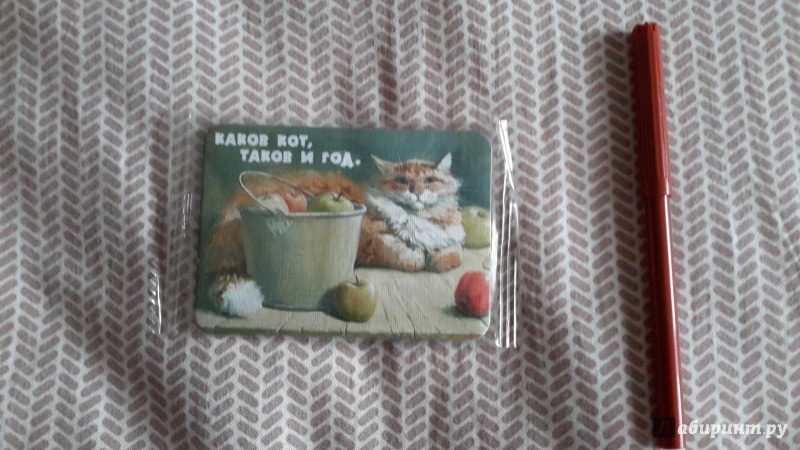 КАКОВ КОТ,
ТАКОВ И ГОД.
Лабиринт.ру